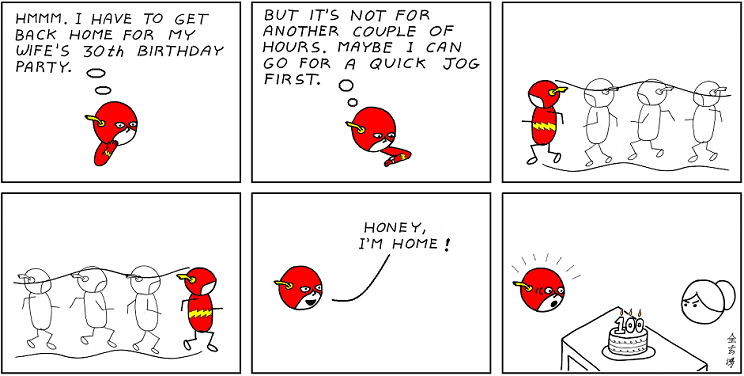 HMMM. I HAVE TO GET
BACK HOME FOR MY
WIFE'S 30th BIRTHDAY
PARTY.
BUT IT'S NOT FOR
ANOTHER COUPLE OF
HOURS. MAYBE I CAN
GO FOR A QUICK JOG
FIRST.
HONEY,
I'M HOME!
100